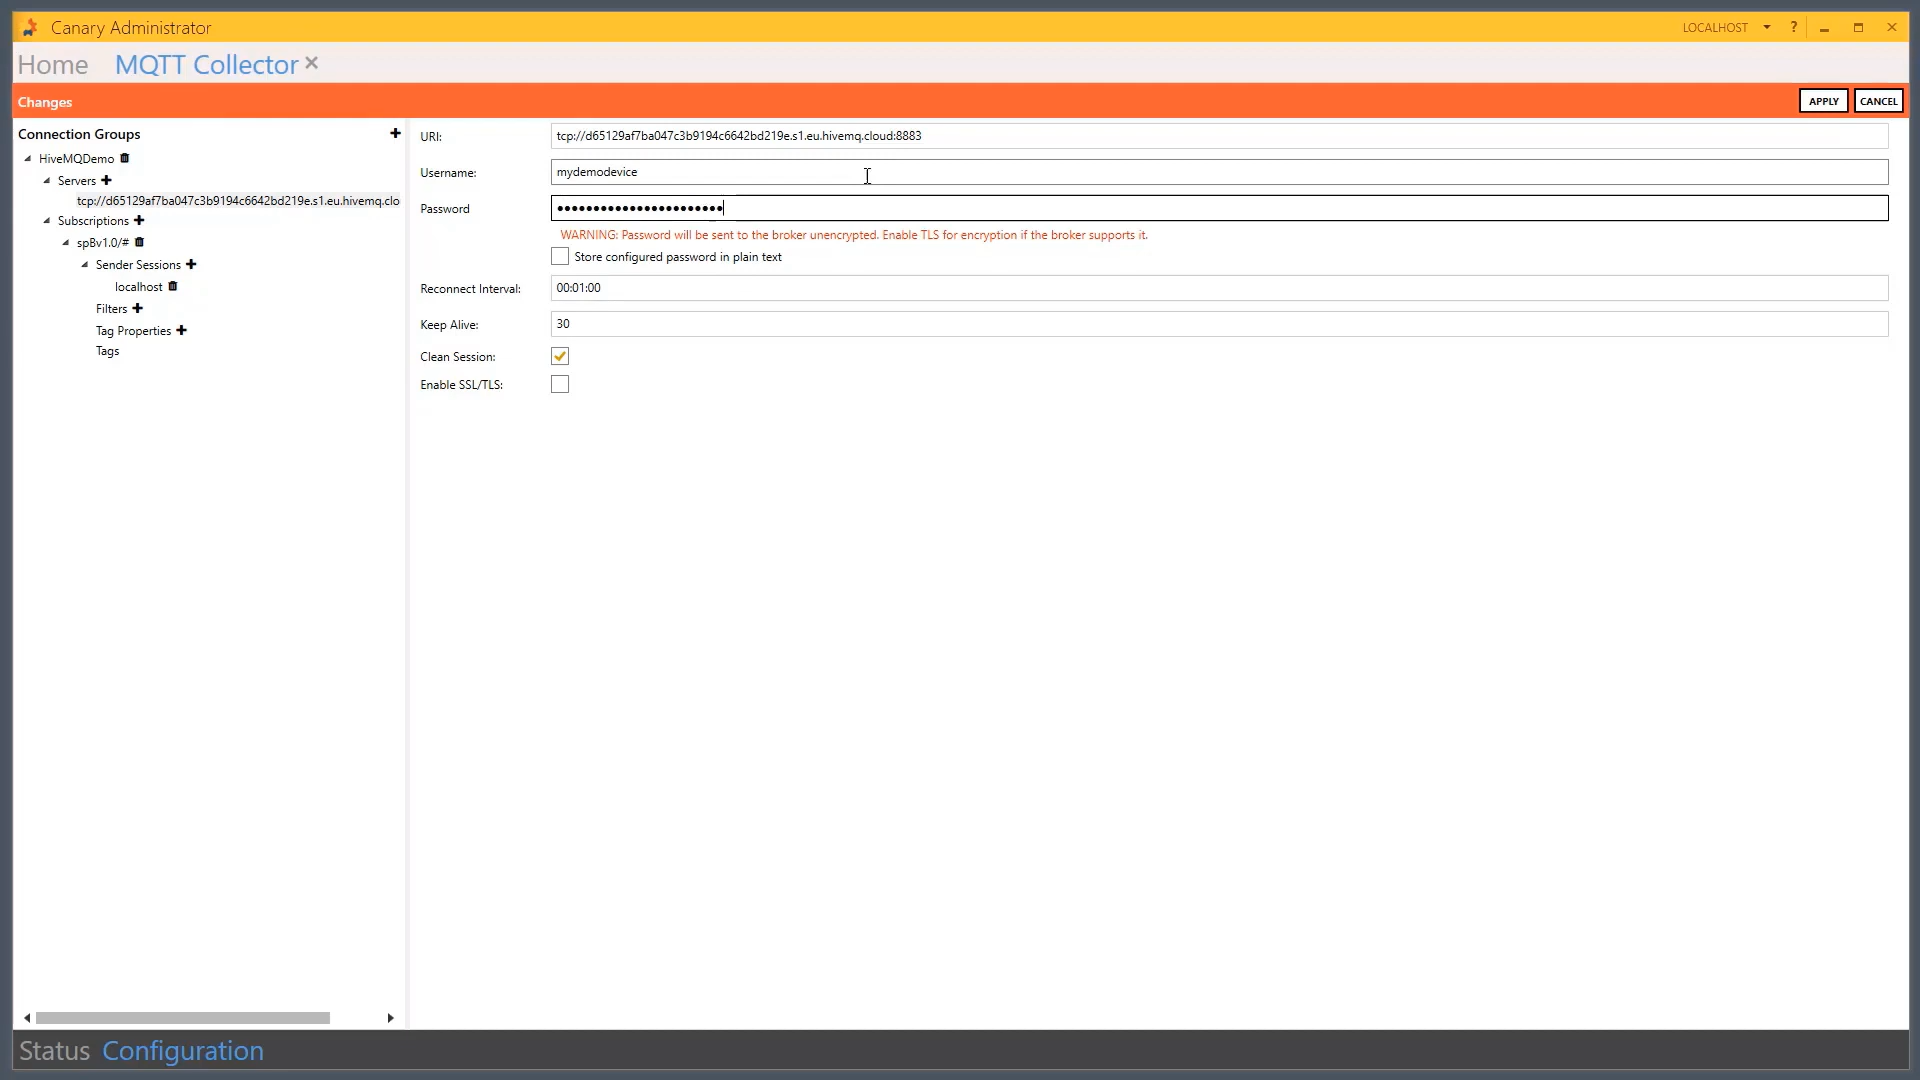 Canary Administrator
LOCALHOST ?
Home MQTT Collector
Changes
APPLY CANCEL
Connection Groups
HiveMQDemo
Servers
tcp://d65129af7ba047c3b9194c6642bd219e.s1.eu.hivemq.clo
Subscriptions
spBv1.0/#
Sender Sessions
localhost
Filters
Tag Properties
Tags
URI: tcp://d65129af7ba047c3b9194c6642bd219e.s1.eu.hivemq.cloud:8883
Username: mydemodevice
Password •••••••••••••••••••••••
WARNING: Password will be sent to the broker unencrypted. Enable TLS for encryption if the broker supports it.
Store configured password in plain text
Reconnect Interval: 00:01:00
Keep Alive: 30
Clean Session:
Enable SSL/TLS:
Status Configuration